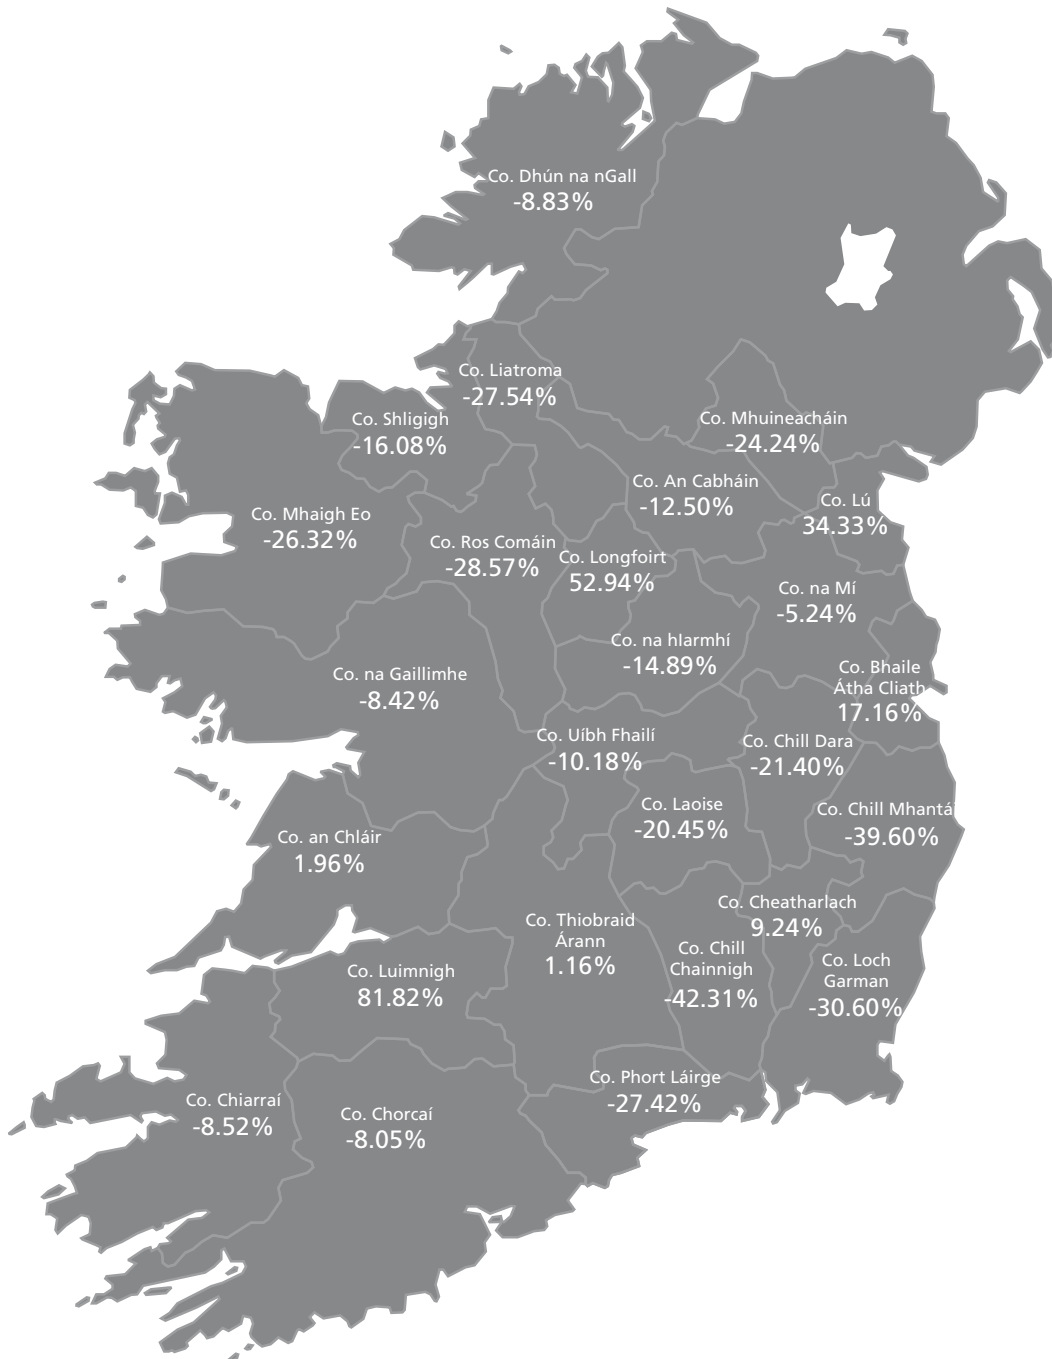 Co. Dhún na nGall
-8.83%
Co. Liatroma
-27.54%
Co. Shligigh
-16.08%
Co. Mhuineacháin
-24.24%
Co. An Cabháin
-12.50%
Co. Lú
34.33%
Co. Mhaigh Eo
-26.32%
Co. Ros Comáin
-28.57%
Co. Longfoirt
52.94%
Co. na Mí
-5.24%
Co. na hIarmhí
-14.89%
Co. na Gaillimhe
-8.42%
Co. Bhaile
Átha Cliath
17.16%
Co. Uíbh Fhailí
-10.18%
Co. Chill Dara
-21.40%
Co. Laoise
-20.45%
Co. Chill Mhantái
-39.60%
Co. an Chláir
1.96%
Co. Cheatharlach
9.24%
Co. Thiobraid
Árann
1.16%
Co. Chill
Chainnigh
-42.31%
Co. Loch
Garman
-30.60%
Co. Luimnigh
81.82%
Co. Phort Láirge
-27.42%
Co. Chiarraí
-8.52%
Co. Chorcaí
-8.05%